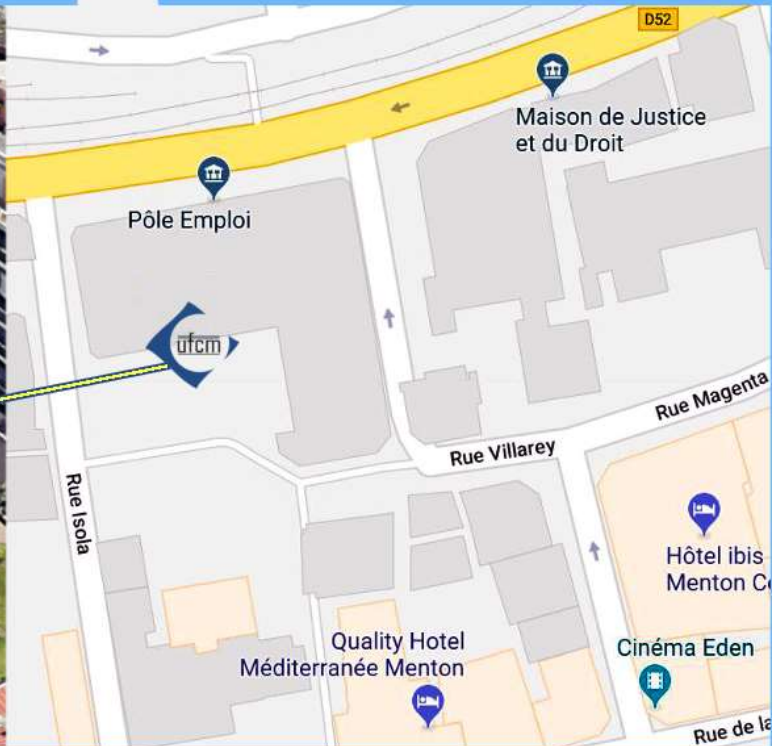 D52
Maison de Justice
et du Droit
Pôle Emploi
ufcm
Rue Magenta
Rue Villarey
Rue Isola
Hôtel ibis
Menton
Quality Hotel
Méditerranée Menton
Cinéma Eden
Rue de